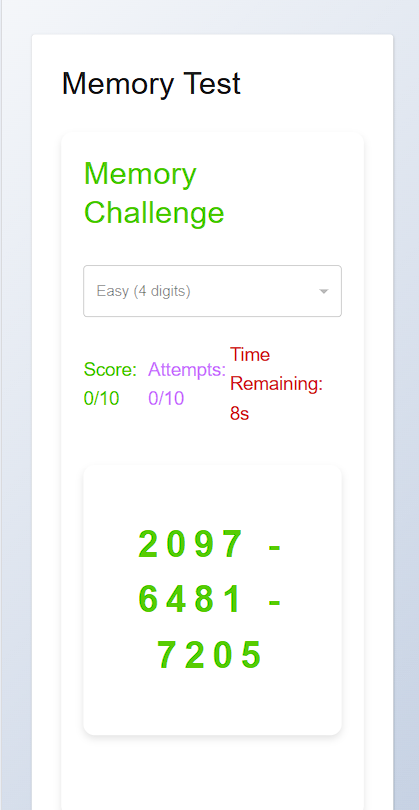 Memory Test
Memory
Challenge
Easy (4 digits)
Score:
0/10
Attempts:
0/10
Time
Remaining:
8s
2097 -
6481 -
7205